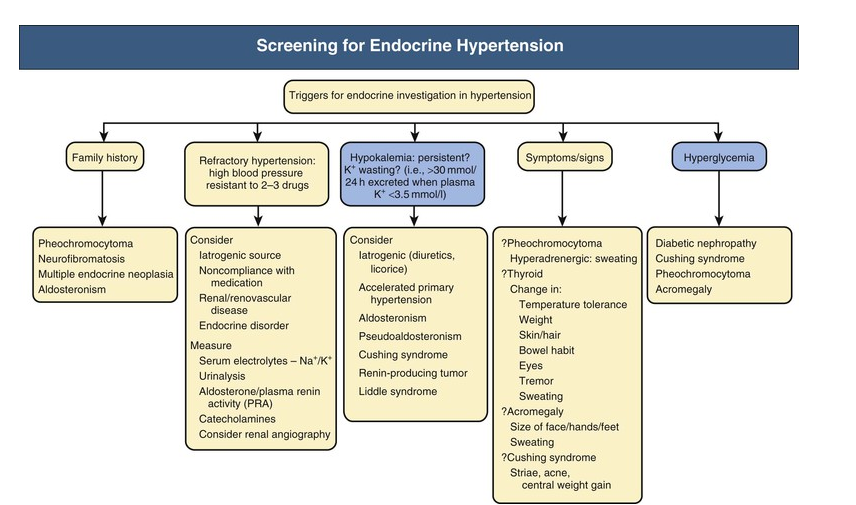 Screening for Endocrine Hypertension
Triggers for endocrine investigation in hypertension
Family history
Refractory hypertension:
high blood pressure
resistant to 2–3 drugs
Hypokalemia: persistent?
K⁺ wasting? (i.e., >30 mmol/
24 h excreted when plasma
K⁺ <3.5 mmol/l)
Symptoms/signs
Hyperglycemia
Pheochromocytoma
Neurofibromatosis
Multiple endocrine neoplasia
Aldosteronism
Consider
Iatrogenic source
Noncompliance with
medication
Renal/renovascular
disease
Endocrine disorder
Measure
Serum electrolytes – Na⁺/K⁺
Urinalysis
Aldosterone/plasma renin
activity (PRA)
Catecholamines
Consider renal angiography
Consider
Iatrogenic (diuretics,
licorice)
Accelerated primary
hypertension
Aldosteronism
Pseudoaldosteronism
Cushing syndrome
Renin-producing tumor
Liddle syndrome
?Pheochromocytoma
Hyperadrenergic: sweating
?Thyroid
Change in:
Temperature tolerance
Weight
Skin/hair
Bowel habit
Eyes
Tremor
Sweating
?Acromegaly
Size of face/hands/feet
Sweating
?Cushing syndrome
Striae, acne,
central weight gain
Diabetic nephropathy
Cushing syndrome
Pheochromocytoma
Acromegaly